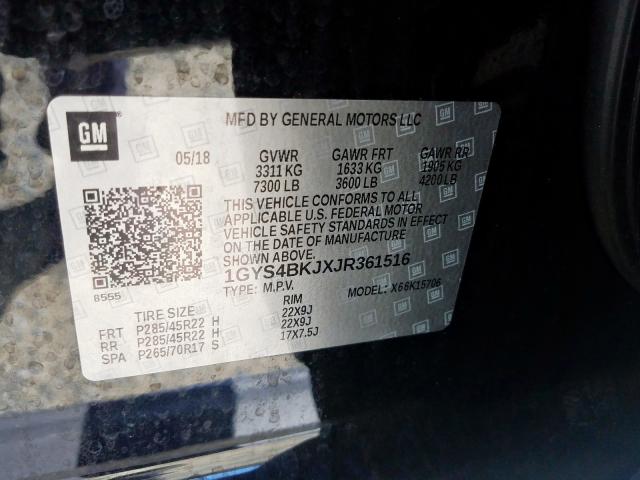 GM
MFD BY GENERAL MOTORS LLC
05/18 GVWR GAWR FRT GAWR RR
3311 KG 1633 KG 1905 KG
7300 LB 3600 LB 4200 LB
THIS VEHICLE CONFORMS TO ALL
APPLICABLE U.S. FEDERAL MOTOR
VEHICLE SAFETY STANDARDS IN EFFECT
ON THE DATE OF MANUFACTURE
SHOWN ABOVE.
1GYS4BKJXJR361516
8555 TYPE: M.P.V. MODEL: X66K15706
TIRE SIZE RIM
FRT P285/45R22 H 22X9J
RR P285/45R22 H 22X9J
SPA P265/70R17 S 17X7.5J